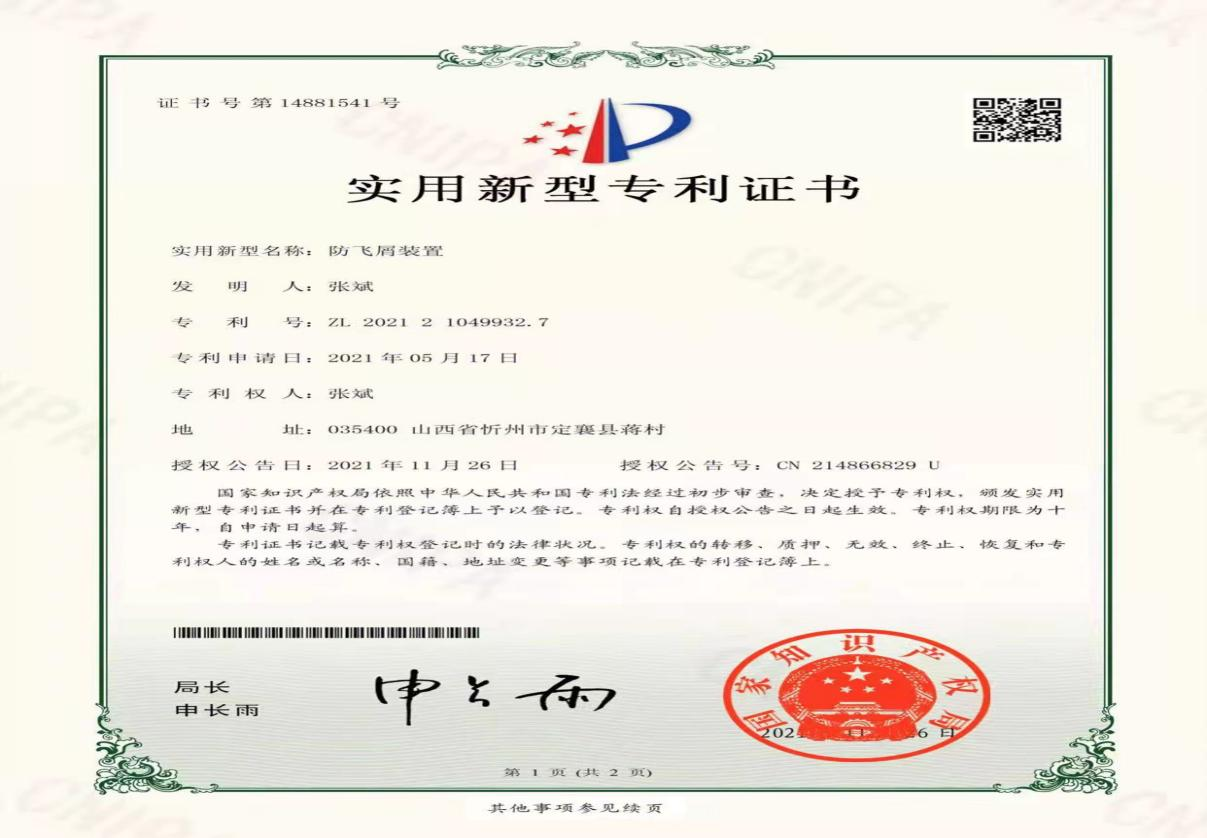 证书号第14881541号
实用新型专利证书
实用新型名称：防飞屑装置
发明人：张斌
专利号：ZL 2021 2 1049932.7
专利申请日：2021年05月17日
专利权人：张斌
地址：035400 山西省忻州市定襄县蒋村
授权公告日：2021年11月26日 授权公告号：CN 214866829 U
国家知识产权局依照中华人民共和国专利法经过初步审查，决定授予专利权，颁发实用
新型专利证书并在专利登记簿上予以登记。专利权自授权公告之日起生效。专利权期限为十
年，自申请日起算。
专利证书记载专利权登记时的法律状况。专利权的转移、质押、无效、终止、恢复和专
利权人的姓名或名称、国籍、地址变更等事项记载在专利登记簿上。
局长
申长雨
申长雨
国家知识产权局
第 1 页 (共 2 页)
其他事项参见续页
CNIPA